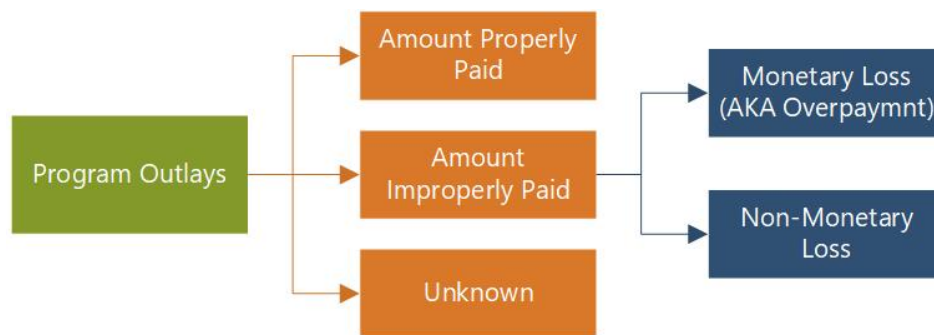 Program Outlays
Amount Properly
Paid
Amount
Improperly Paid
Unknown
Monetary Loss
(AKA Overpaymnt)
Non-Monetary
Loss